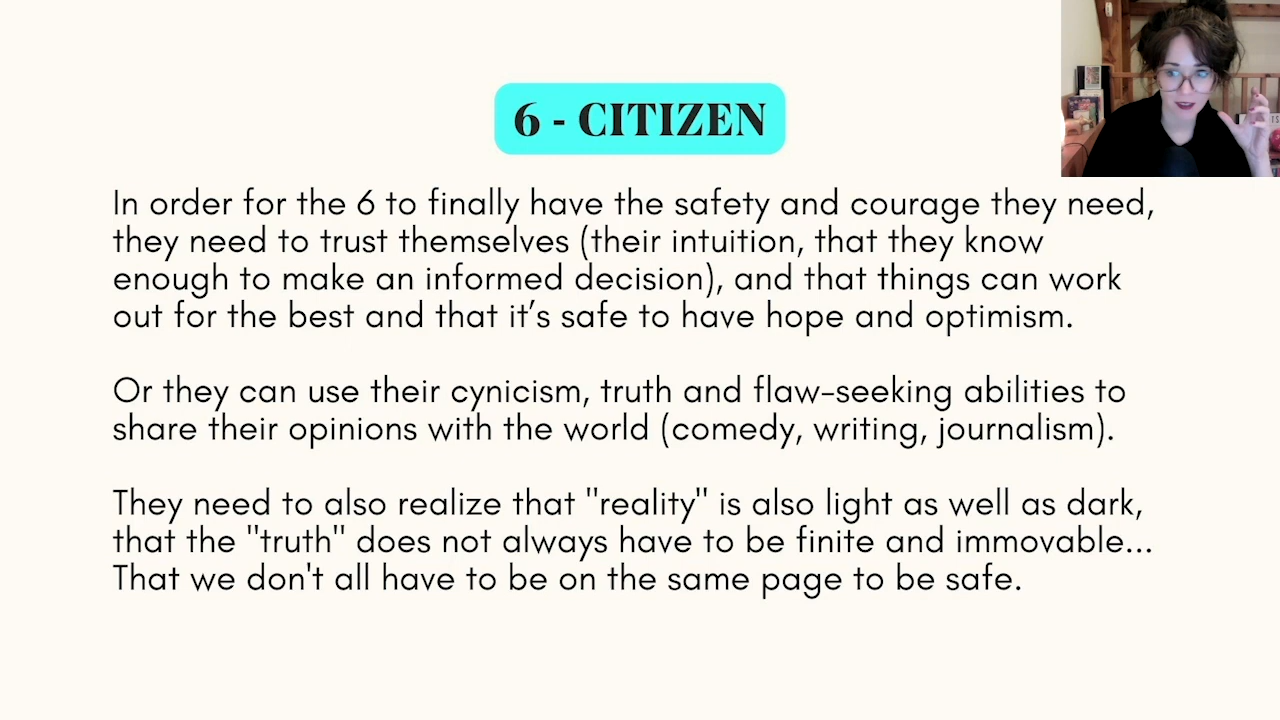 6 - CITIZEN
In order for the 6 to finally have the safety and courage they need,
they need to trust themselves (their intuition, that they know
enough to make an informed decision), and that things can work
out for the best and that it’s safe to have hope and optimism.
Or they can use their cynicism, truth and flaw-seeking abilities to
share their opinions with the world (comedy, writing, journalism).
They need to also realize that "reality" is also light as well as dark,
that the "truth" does not always have to be finite and immovable...
That we don't all have to be on the same page to be safe.